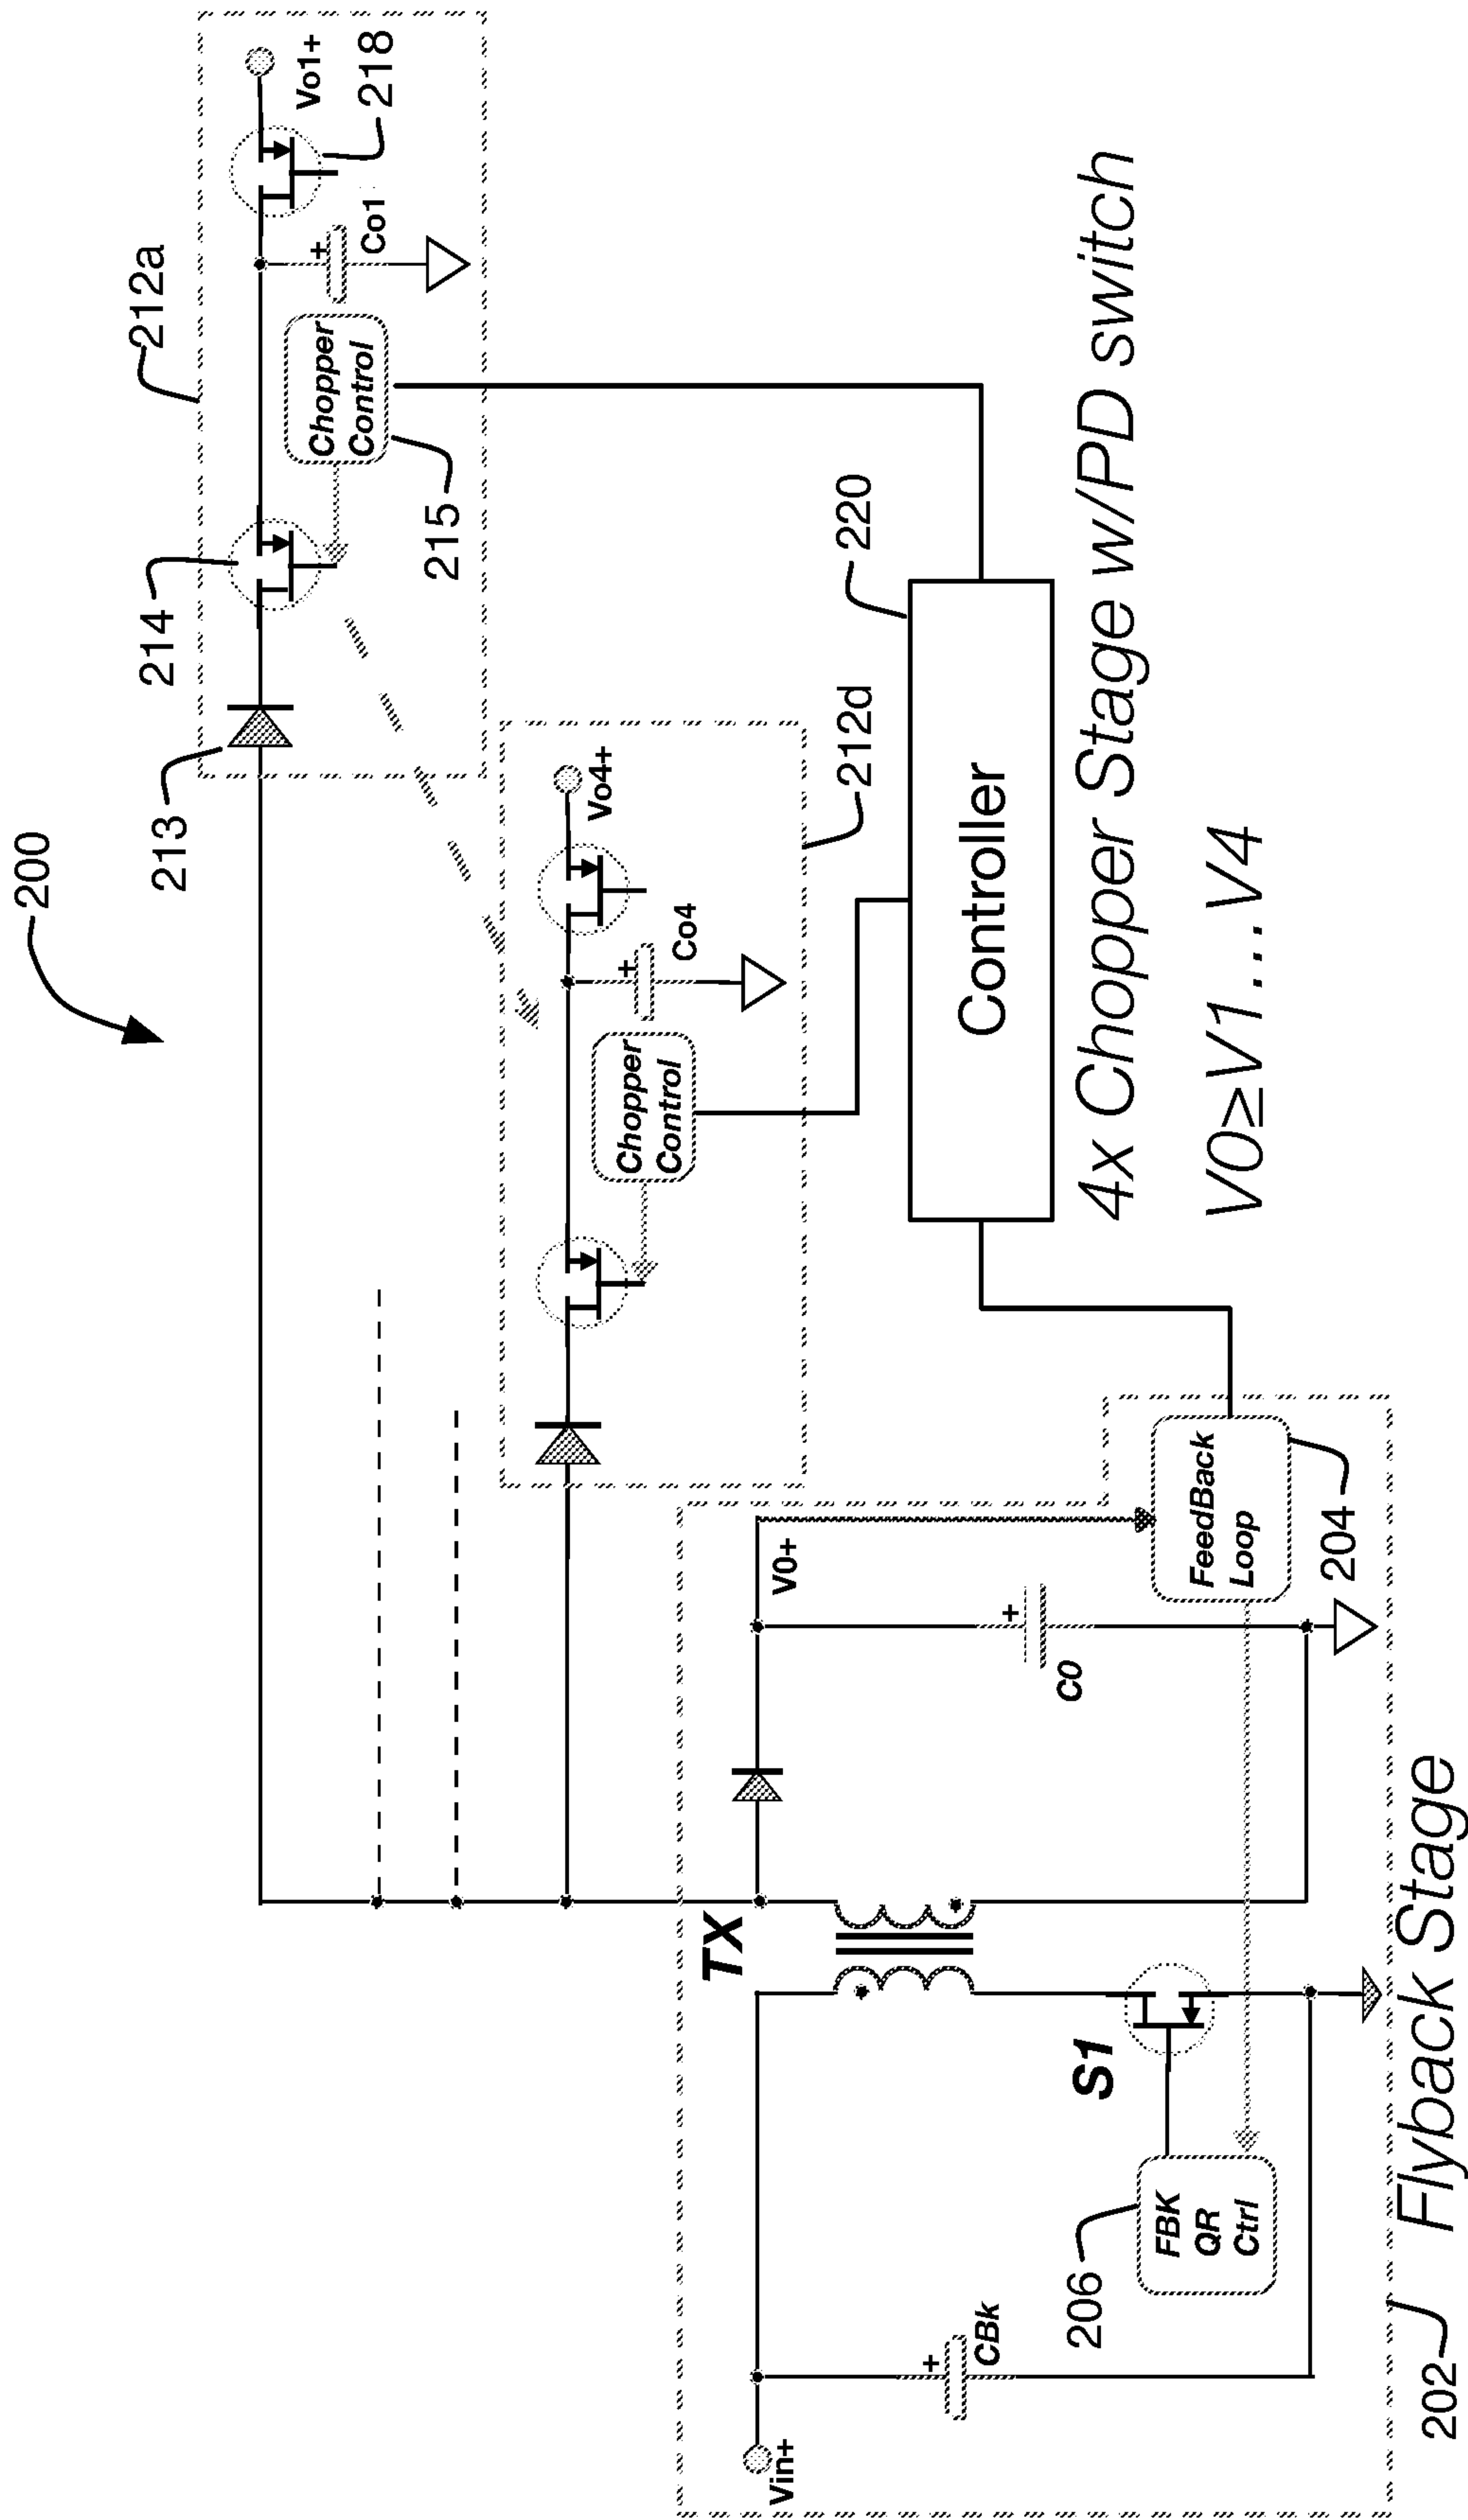 200
212a
213
214
215
Vo1+
218
Co1
Chopper
Control
212d
Vo4+
Co4
Chopper
Control
220
Controller
4x Chopper Stage w/PD switch
V0≥V1... V4
TX
V0+
C0
FeedBack
Loop
204
S1
FBK
QR
Ctrl
206
CBk
Vin+
+
+
+
+
202
Flyback Stage